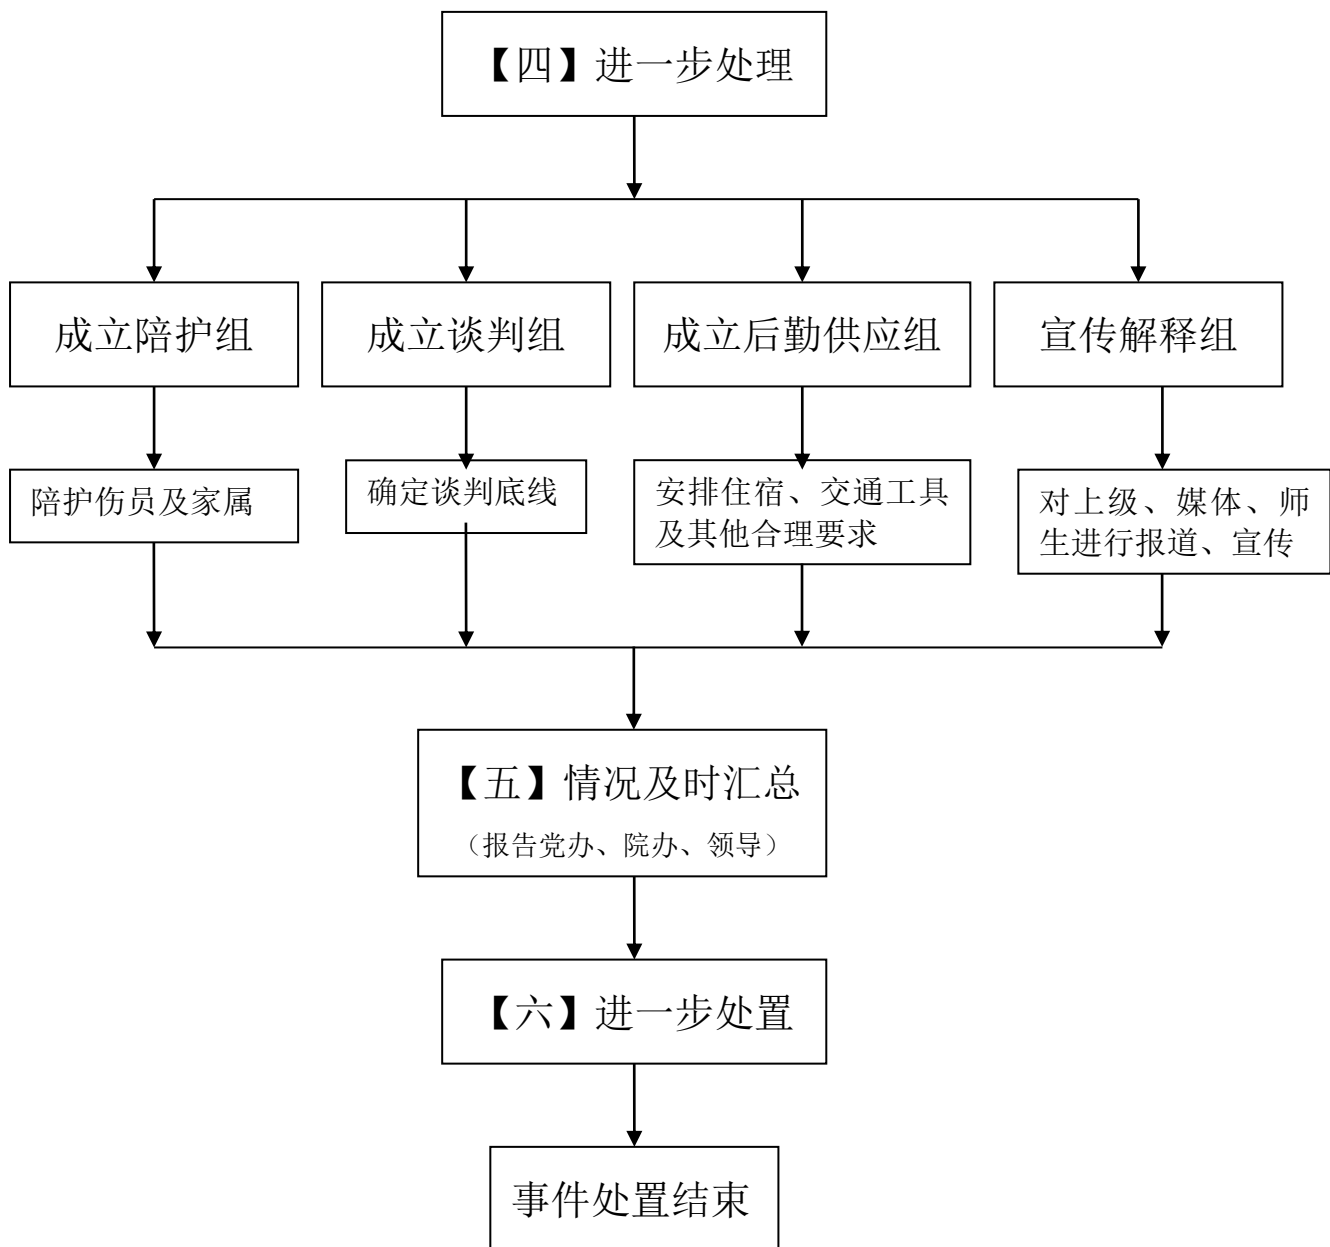 【四】进一步处理
成立陪护组
成立谈判组
成立后勤供应组
宣传解释组
陪护伤员及家属
确定谈判底线
安排住宿、交通工具
及其他合理要求
对上级、媒体、师
生进行报道、宣传
【五】情况及时汇总
（报告党办、院办、领导）
【六】进一步处置
事件处置结束